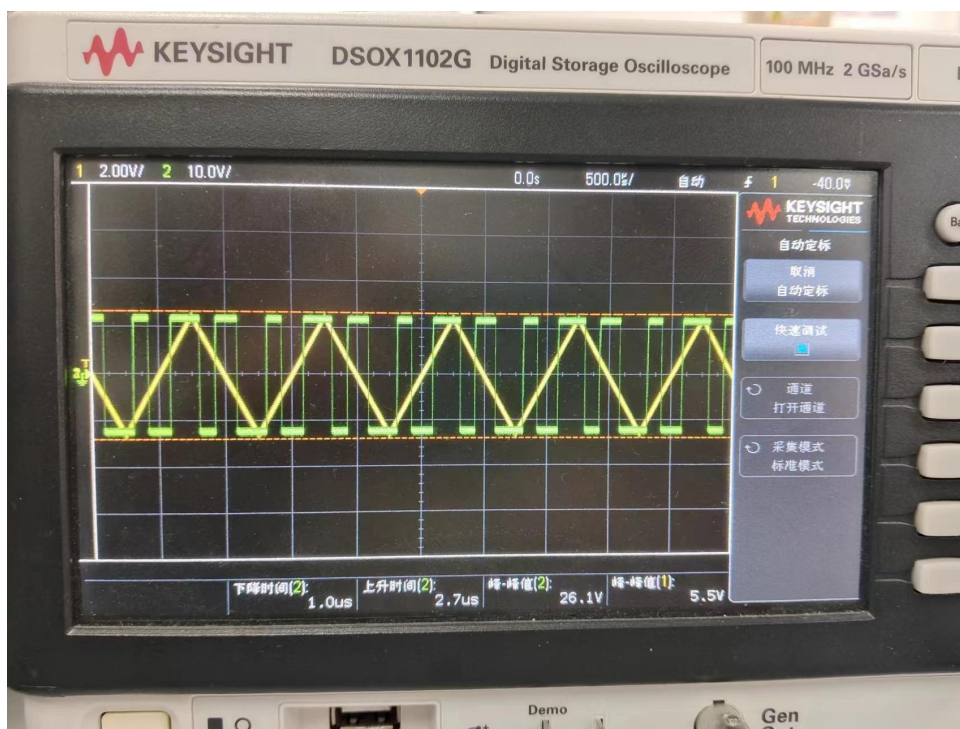 KEYSIGHT DSOX1102G Digital Storage Oscilloscope 100 MHz 2 GSa/s
1 2.00V/ 2 10.0V/ 0.0s 500.0㎲/ 自动 1 -40.0
KEYSIGHT
TECHNOLOGIES
自动定标
取消
自动定标
快速调试
通道
打开通道
采集模式
标准模式
下降时间(2):
1.0us
上升时间(2):
2.7us
峰-峰值(2):
26.1V
峰-峰值(1):
5.5V
Ba
Demo
Gen